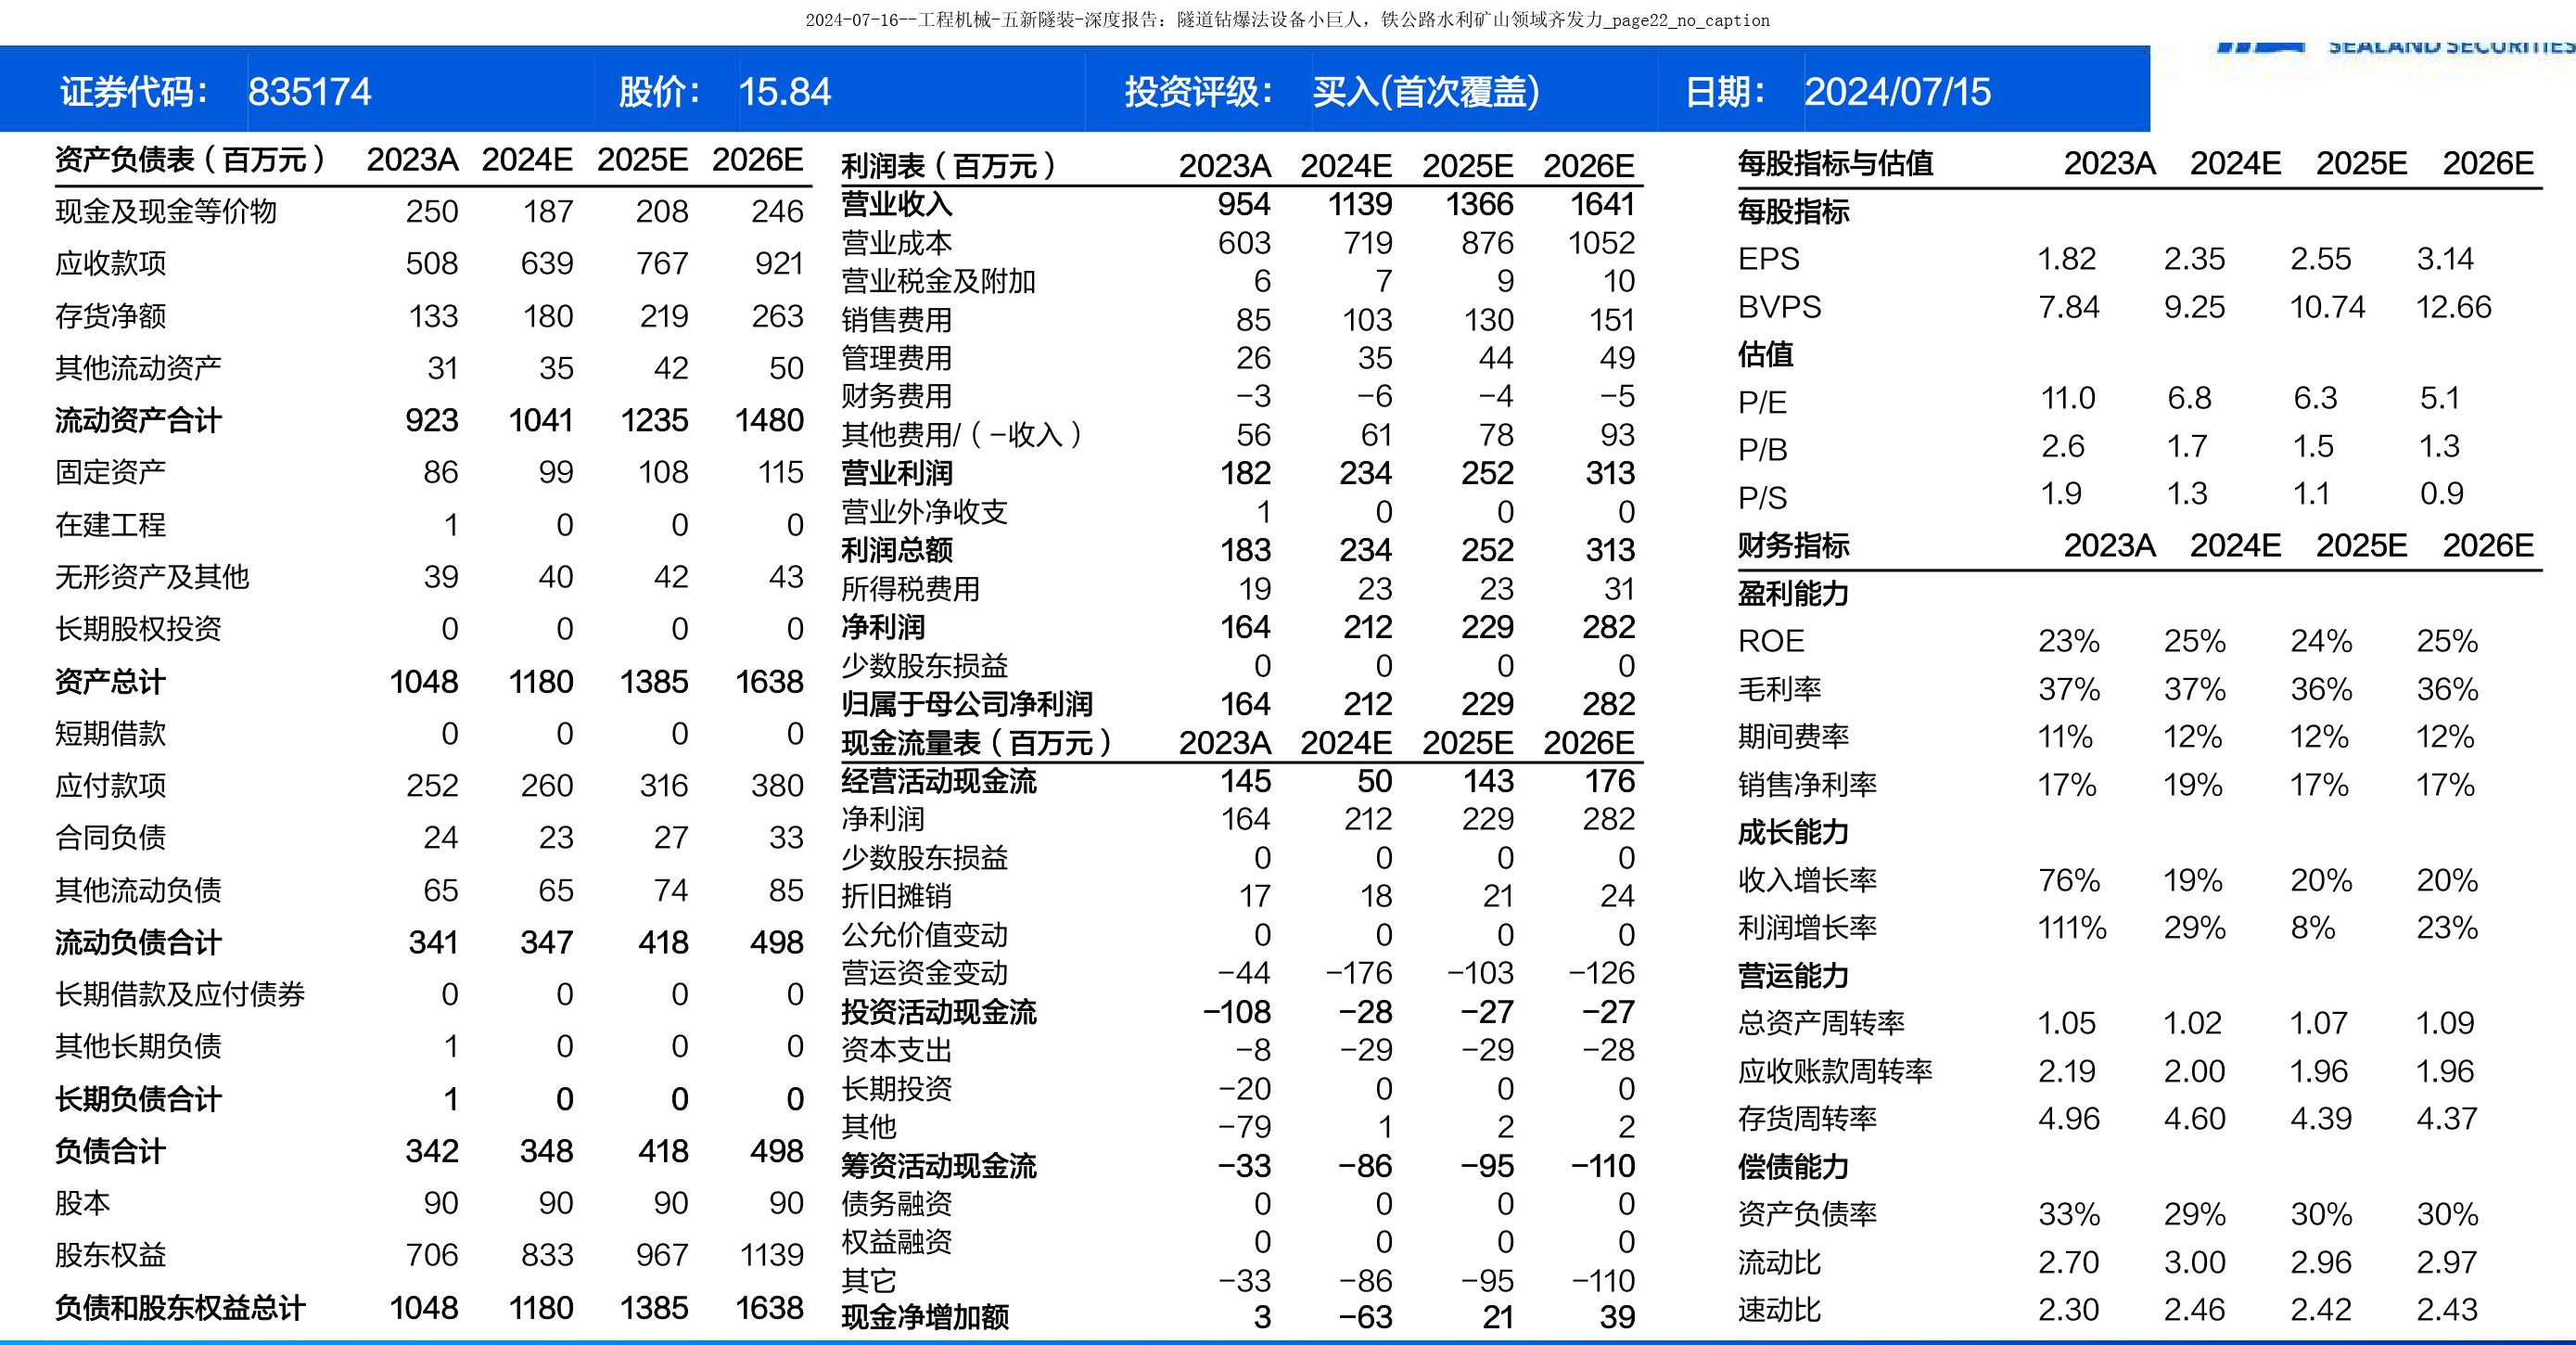 2024-07-16--工程机械-五新隧装-深度报告：隧道钻爆法设备小巨人，铁公路水利矿山领域齐发力_page22_no_caption
SEALAND SECURITIES
证券代码： 835174 股价： 15.84 投资评级： 买入(首次覆盖) 日期： 2024/07/15
资产负债表（百万元） 2023A 2024E 2025E 2026E
现金及现金等价物 250 187 208 246
应收款项 508 639 767 921
存货净额 133 180 219 263
其他流动资产 31 35 42 50
流动资产合计 923 1041 1235 1480
固定资产 86 99 108 115
在建工程 1 0 0 0
无形资产及其他 39 40 42 43
长期股权投资 0 0 0 0
资产总计 1048 1180 1385 1638
短期借款 0 0 0 0
应付款项 252 260 316 380
合同负债 24 23 27 33
其他流动负债 65 65 74 85
流动负债合计 341 347 418 498
长期借款及应付债券 0 0 0 0
其他长期负债 1 0 0 0
长期负债合计 1 0 0 0
负债合计 342 348 418 498
股本 90 90 90 90
股东权益 706 833 967 1139
负债和股东权益总计 1048 1180 1385 1638
利润表（百万元） 2023A 2024E 2025E 2026E
营业收入 954 1139 1366 1641
营业成本 603 719 876 1052
营业税金及附加 6 7 9 10
销售费用 85 103 130 151
管理费用 26 35 44 49
财务费用 -3 -6 -4 -5
其他费用/（-收入） 56 61 78 93
营业利润 182 234 252 313
营业外净收支 1 0 0 0
利润总额 183 234 252 313
所得税费用 19 23 23 31
净利润 164 212 229 282
少数股东损益 0 0 0 0
归属于母公司净利润 164 212 229 282
现金流量表（百万元） 2023A 2024E 2025E 2026E
经营活动现金流 145 50 143 176
净利润 164 212 229 282
少数股东损益 0 0 0 0
折旧摊销 17 18 21 24
公允价值变动 0 0 0 0
营运资金变动 -44 -176 -103 -126
投资活动现金流 -108 -28 -27 -27
资本支出 -8 -29 -29 -28
长期投资 -20 0 0 0
其他 -79 1 2 2
筹资活动现金流 -33 -86 -95 -110
债务融资 0 0 0 0
权益融资 0 0 0 0
其它 -33 -86 -95 -110
现金净增加额 3 -63 21 39
每股指标与估值 2023A 2024E 2025E 2026E
每股指标
EPS 1.82 2.35 2.55 3.14
BVPS 7.84 9.25 10.74 12.66
估值
P/E 11.0 6.8 6.3 5.1
P/B 2.6 1.7 1.5 1.3
P/S 1.9 1.3 1.1 0.9
财务指标 2023A 2024E 2025E 2026E
盈利能力
ROE 23% 25% 24% 25%
毛利率 37% 37% 36% 36%
期间费率 11% 12% 12% 12%
销售净利率 17% 19% 17% 17%
成长能力
收入增长率 76% 19% 20% 20%
利润增长率 111% 29% 8% 23%
营运能力
总资产周转率 1.05 1.02 1.07 1.09
应收账款周转率 2.19 2.00 1.96 1.96
存货周转率 4.96 4.60 4.39 4.37
偿债能力
资产负债率 33% 29% 30% 30%
流动比 2.70 3.00 2.96 2.97
速动比 2.30 2.46 2.42 2.43